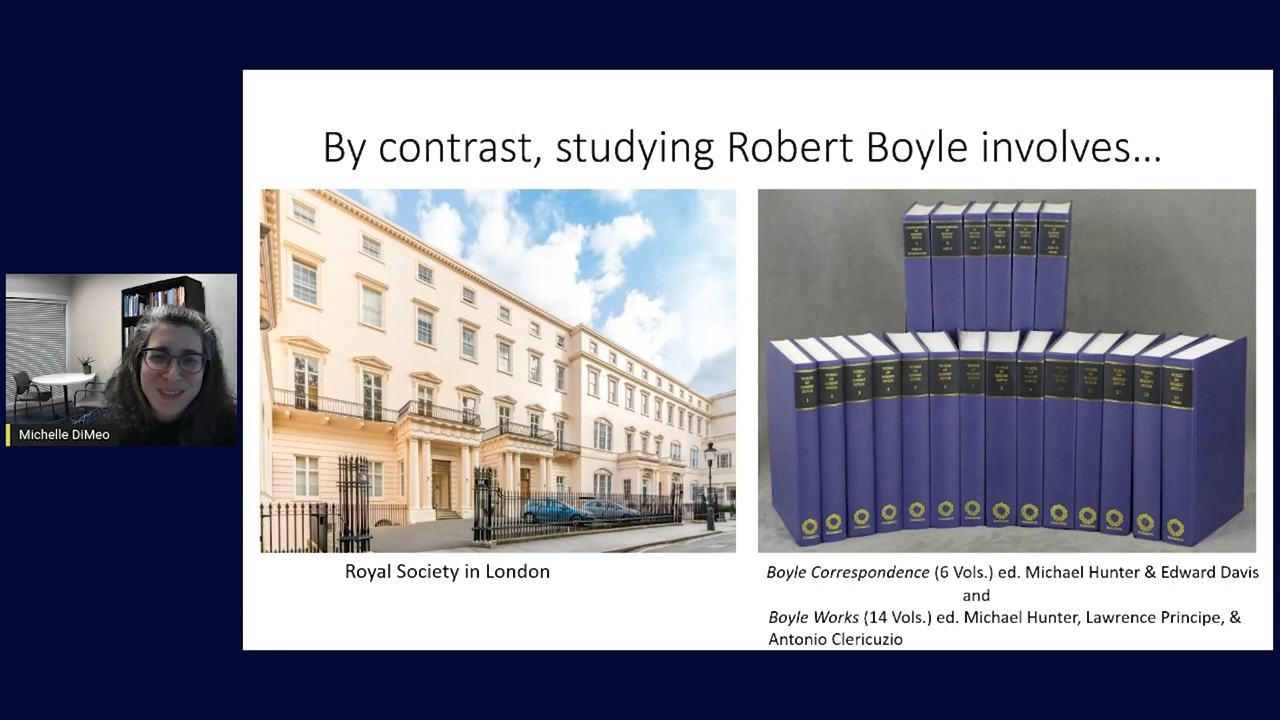 By contrast, studying Robert Boyle involves...
Michelle DiMeo
Royal Society in London
Boyle Correspondence (6 Vols.) ed. Michael Hunter & Edward Davis
and
Boyle Works (14 Vols.) ed. Michael Hunter, Lawrence Principe, &
Antonio Clericuzio